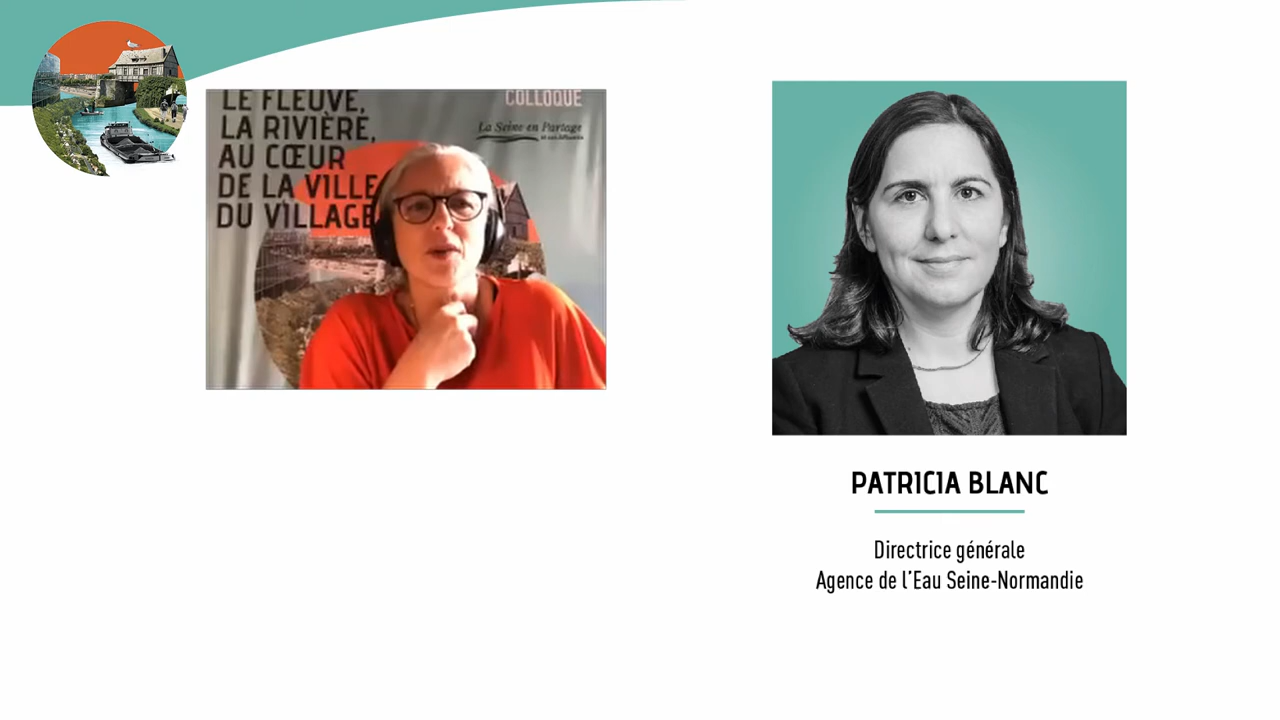 LE FLEUVE,
LA RIVIÈRE,
AU CŒUR
DE LA VILLE
DU VILLAGE
COLLOQUE
La Seine en Partage
PATRICIA BLANC
Directrice générale
Agence de l'Eau Seine-Normandie